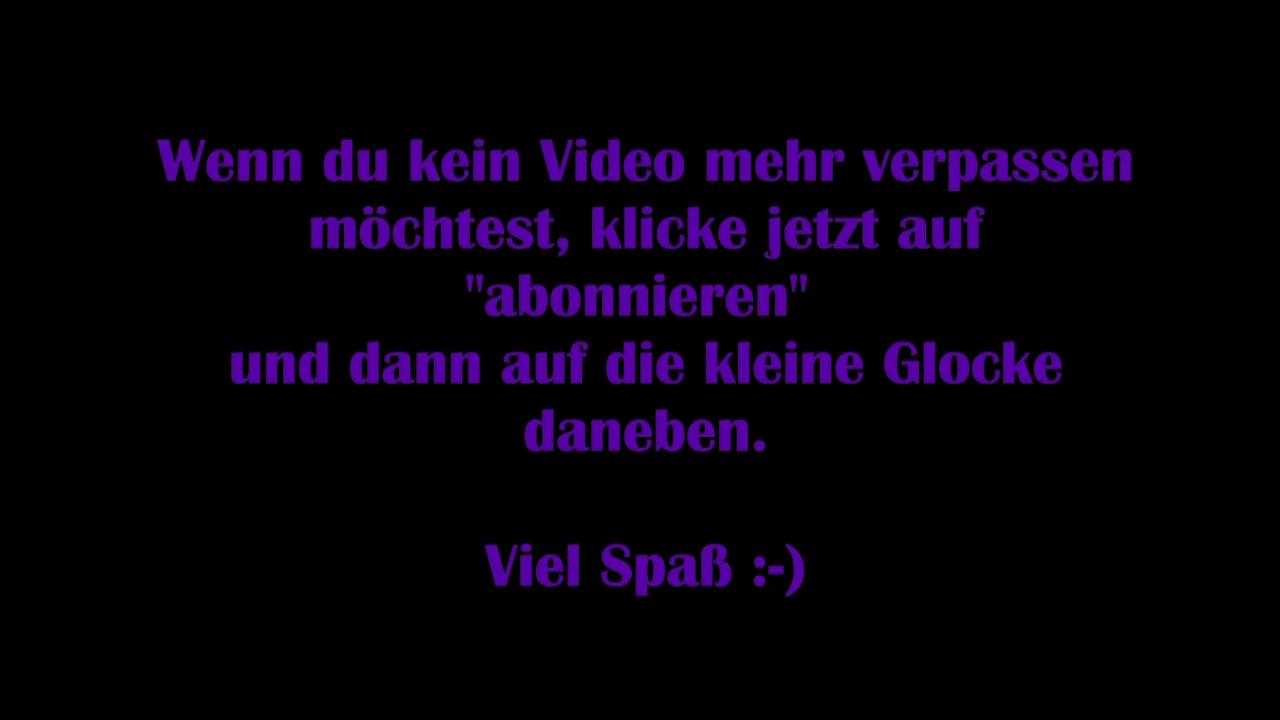 Wenn du kein Video mehr verpassen
möchtest, klicke jetzt auf
"abonnieren"
und dann auf die kleine Glocke
daneben.
Viel Spaß :-)